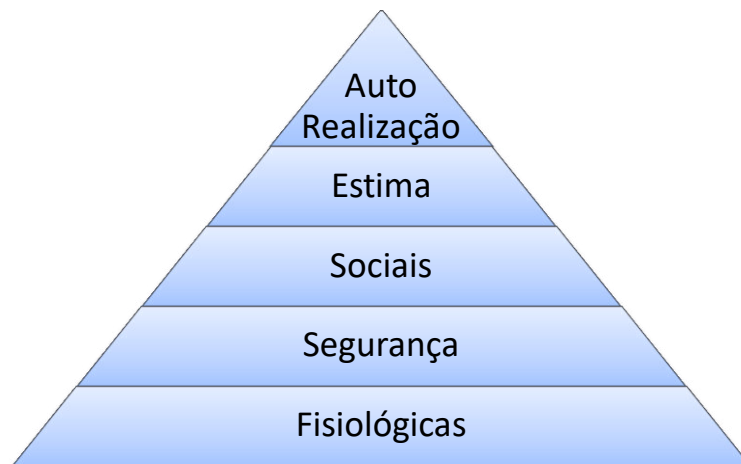 Auto
Realização
Estima
Sociais
Segurança
Fisiológicas